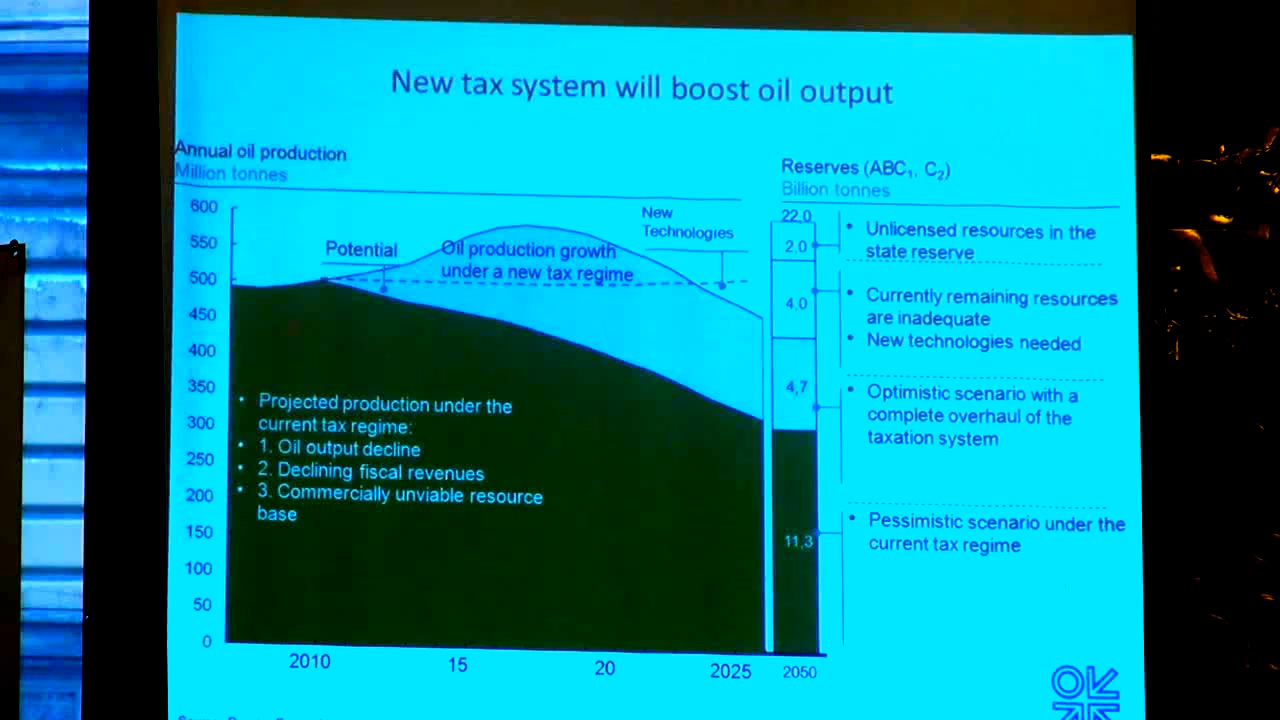 New tax system will boost oil output
Annual oil production
Million tonnes
600
550
500
450
400
350
300
250
200
150
100
50
0
Potential
Oil production growth
under a new tax regime
New
Technologies
• Projected production under the
current tax regime:
• 1. Oil output decline
• 2. Declining fiscal revenues
• 3. Commercially unviable resource
base
2010
15
20
2025
2050
Reserves (ABC₁, C₂)
Billion tonnes
22,0
2,0
4,0
4,7
11,3
• Unlicensed resources in the
state reserve
• Currently remaining resources
are inadequate
• New technologies needed
• Optimistic scenario with a
complete overhaul of the
taxation system
• Pessimistic scenario under the
current tax regime